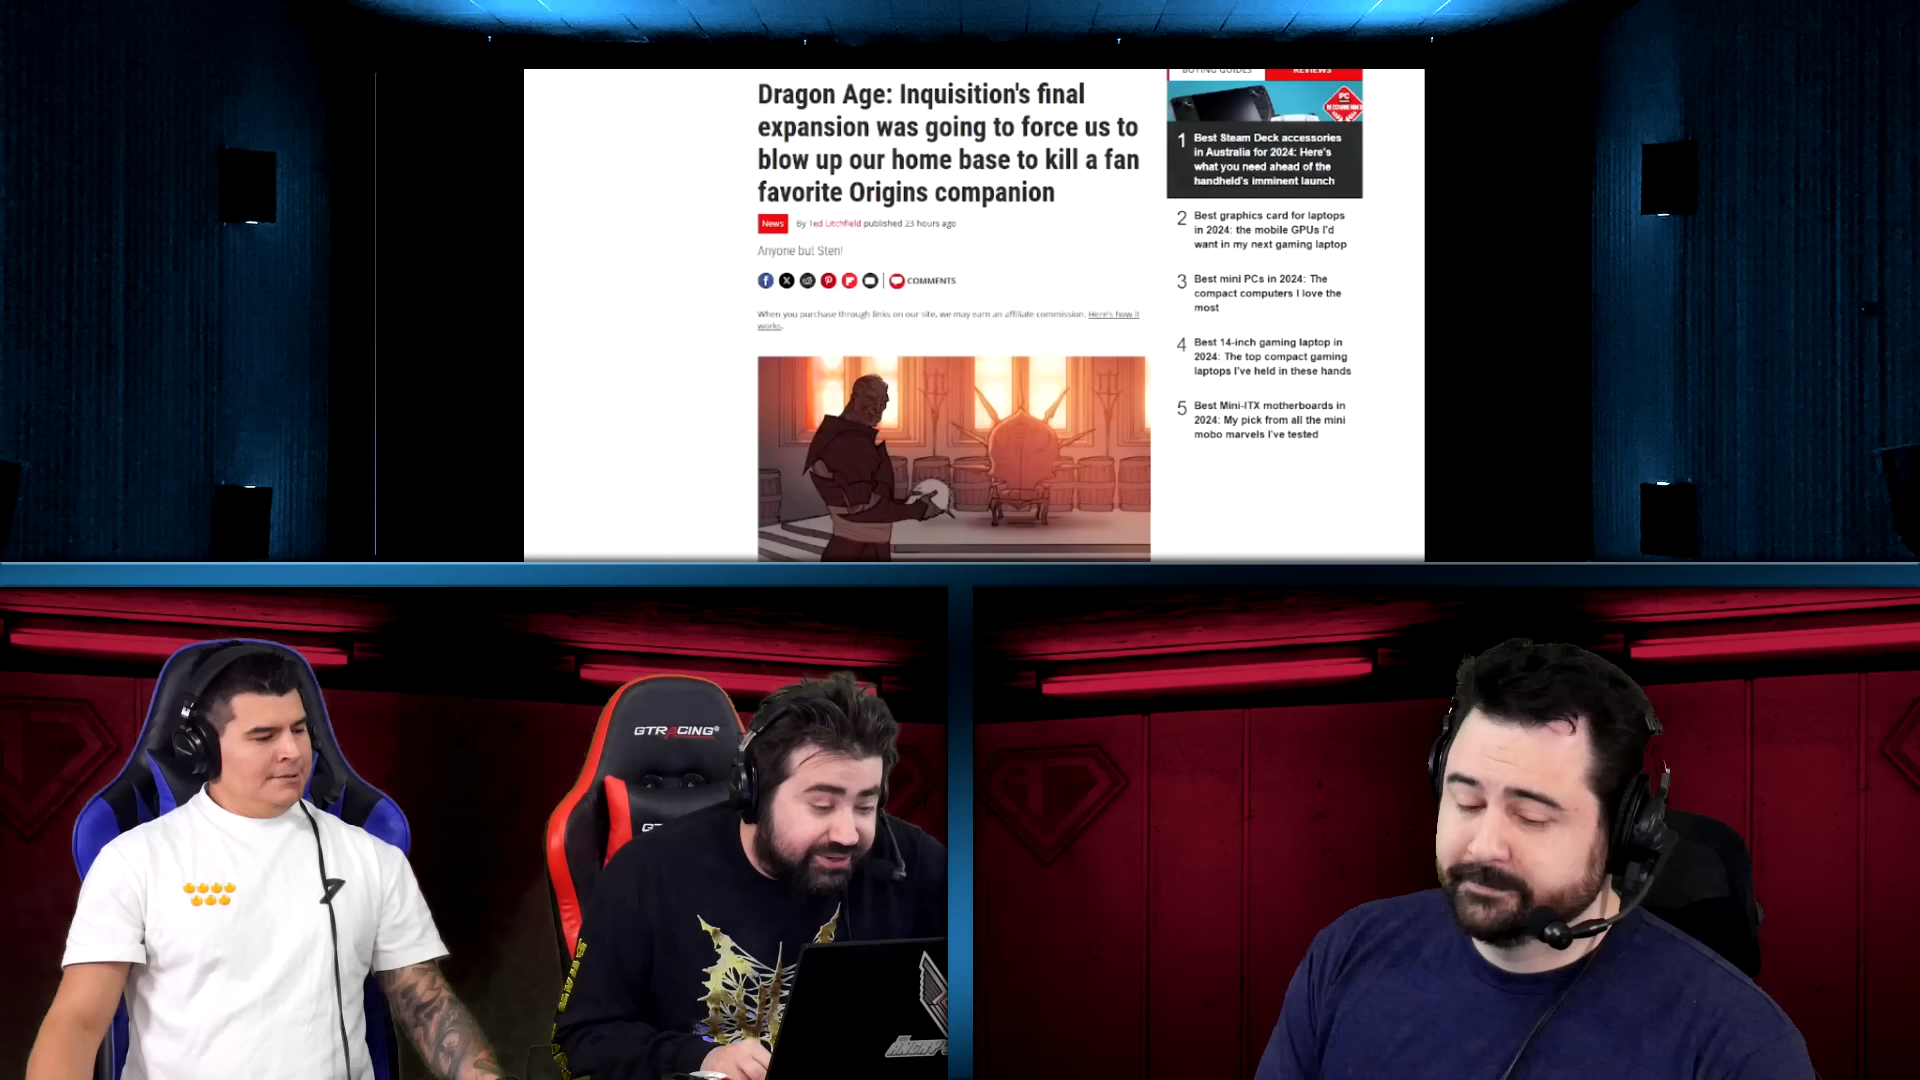 Dragon Age: Inquisition's final
expansion was going to force us to
blow up our home base to kill a fan
favorite Origins companion
News
By Ted Litchfield published 23 hours ago
Anyone but Sten!
COMMENTS
When you purchase through links on our site, we may earn an affiliate commission. Here's how it
works.
BUYING GUIDES
REVIEWS
PC
1
Best Steam Deck accessories
in Australia for 2024: Here's
what you need ahead of the
handheld's imminent launch
2
Best graphics card for laptops
in 2024: the mobile GPUs I'd
want in my next gaming laptop
3
Best mini PCs in 2024: The
compact computers I love the
most
4
Best 14-inch gaming laptop in
2024: The top compact gaming
laptops I've held in these hands
5
Best Mini-ITX motherboards in
2024: My pick from all the mini
mobo marvels I've tested
GTRACING